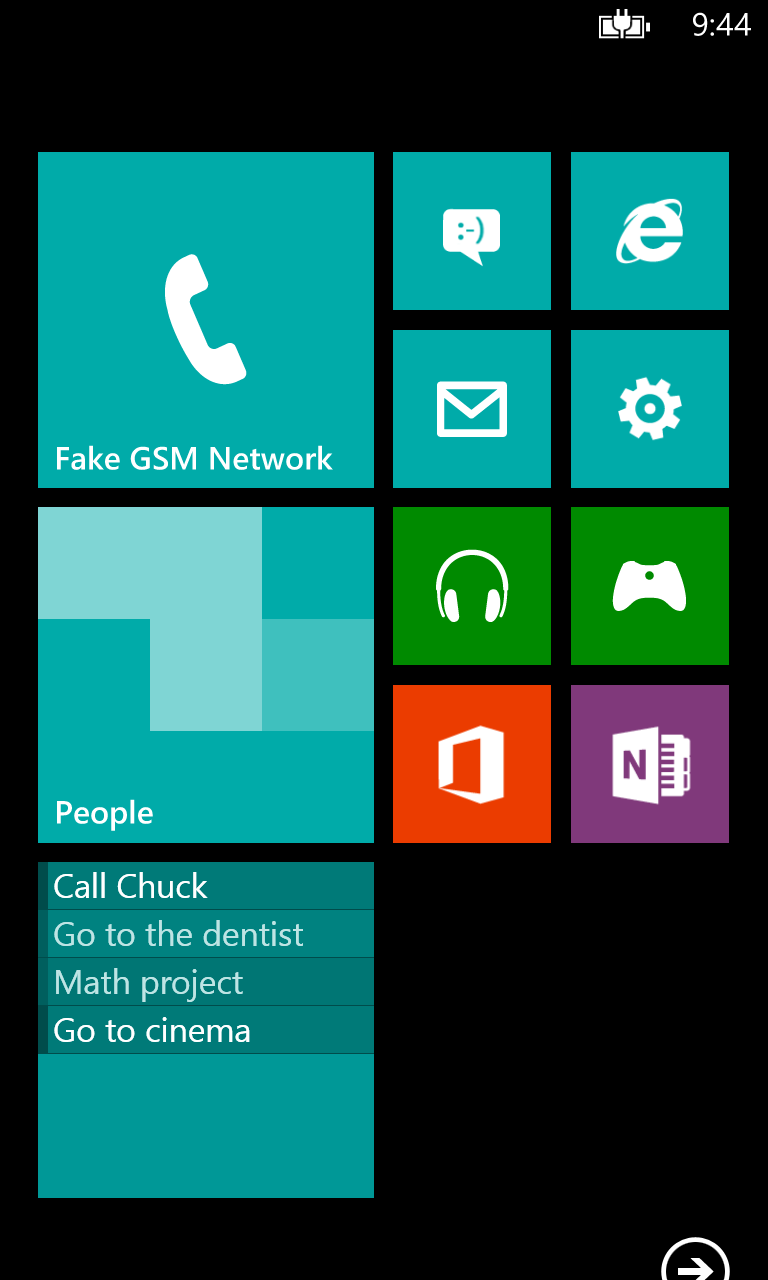 9:44
:-)
Fake GSM Network
People
N
Call Chuck
Go to the dentist
Math project
Go to cinema